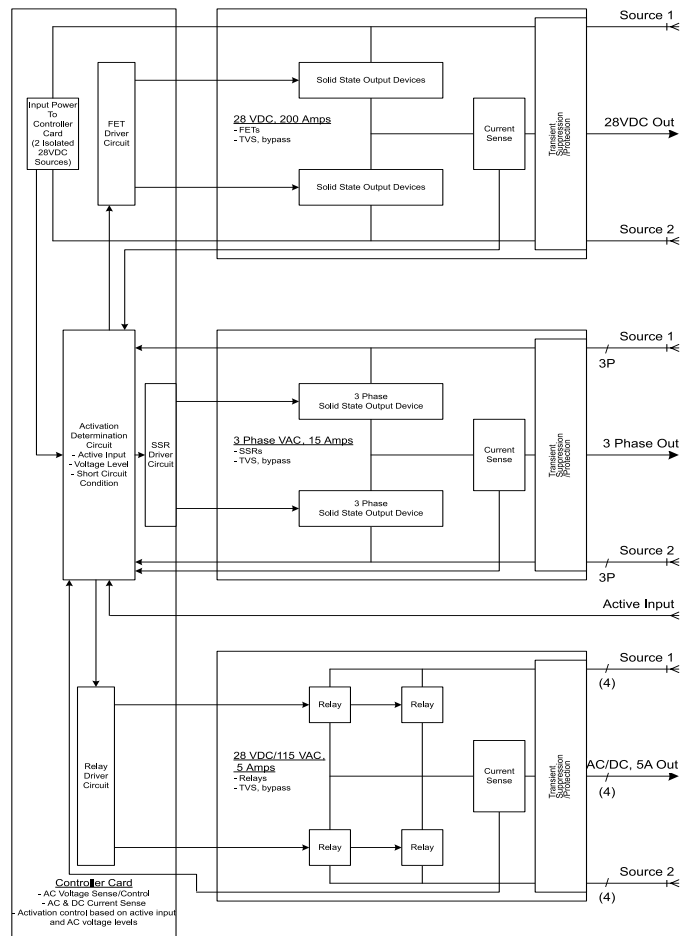 Source 1
Input Power
To
Controller
Card
(2 Isolated
28VDC
Sources)
FET
Driver
Circuit
Solid State Output Devices
28 VDC, 200 Amps
- FETs
- TVS, bypass
Current
Sense
Transient
Suppression
/Protection
28VDC Out
Solid State Output Devices
Source 2
Source 1
3P
Activation
Determination
Circuit
- Active Input
- Voltage Level
- Short Circuit
Condition
SSR
Driver
Circuit
3 Phase
Solid State Output Device
3 Phase VAC, 15 Amps
- SSRs
- TVS, bypass
Current
Sense
Transient
Suppression
/Protection
3 Phase Out
3 Phase
Solid State Output Device
Source 2
3P
Active Input
Source 1
(4)
Relay
Relay
Relay
Driver
Circuit
28 VDC/115 VAC,
5 Amps
- Relays
- TVS, bypass
Current
Sense
Transient
Suppression
/Protection
AC/DC, 5A Out
(4)
Relay
Relay
Source 2
(4)
Controller Card
- AC Voltage Sense/Control
- AC & DC Current Sense
- Activation control based on active input
and AC voltage levels